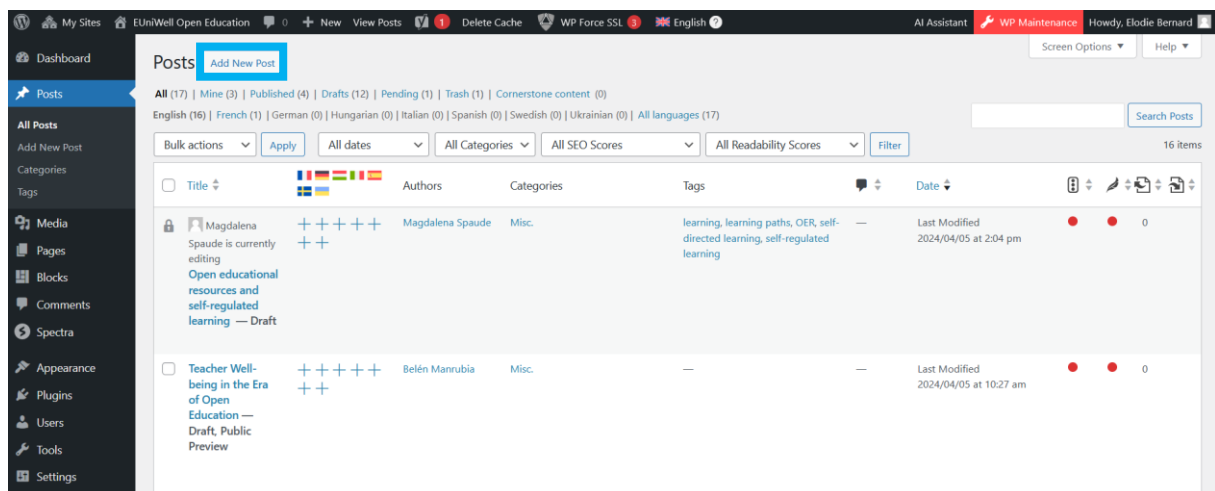 My Sites EUniWell Open Education 0 New View Posts 1 Delete Cache WP Force SSL 3 English ? AI Assistant WP Maintenance Howdy, Elodie Bernard
Screen Options ▼ Help ▼
Dashboard
Posts
All Posts
Add New Post
Categories
Tags
Media
Pages
Blocks
Comments
Spectra
Appearance
Plugins
Users
Tools
Settings
Posts Add New Post
All (17) | Mine (3) | Published (4) | Drafts (12) | Pending (1) | Trash (1) | Cornerstone content (0)
English (16) | French (1) | German (0) | Hungarian (0) | Italian (0) | Spanish (0) | Swedish (0) | Ukrainian (0) | All languages (17)
Search Posts
Bulk actions Apply All dates All Categories All SEO Scores All Readability Scores Filter 16 items
Title Authors Categories Tags Date
Magdalena
Spaude is currently
editing
Open educational
resources and
self-regulated
learning — Draft
Magdalena Spaude
Misc.
learning, learning paths, OER, self-
directed learning, self-regulated
learning
—
Last Modified
2024/04/05 at 2:04 pm
0
Teacher Well-
being in the Era
of Open
Education —
Draft, Public
Preview
Belén Manrubia
Misc.
—
—
Last Modified
2024/04/05 at 10:27 am
0